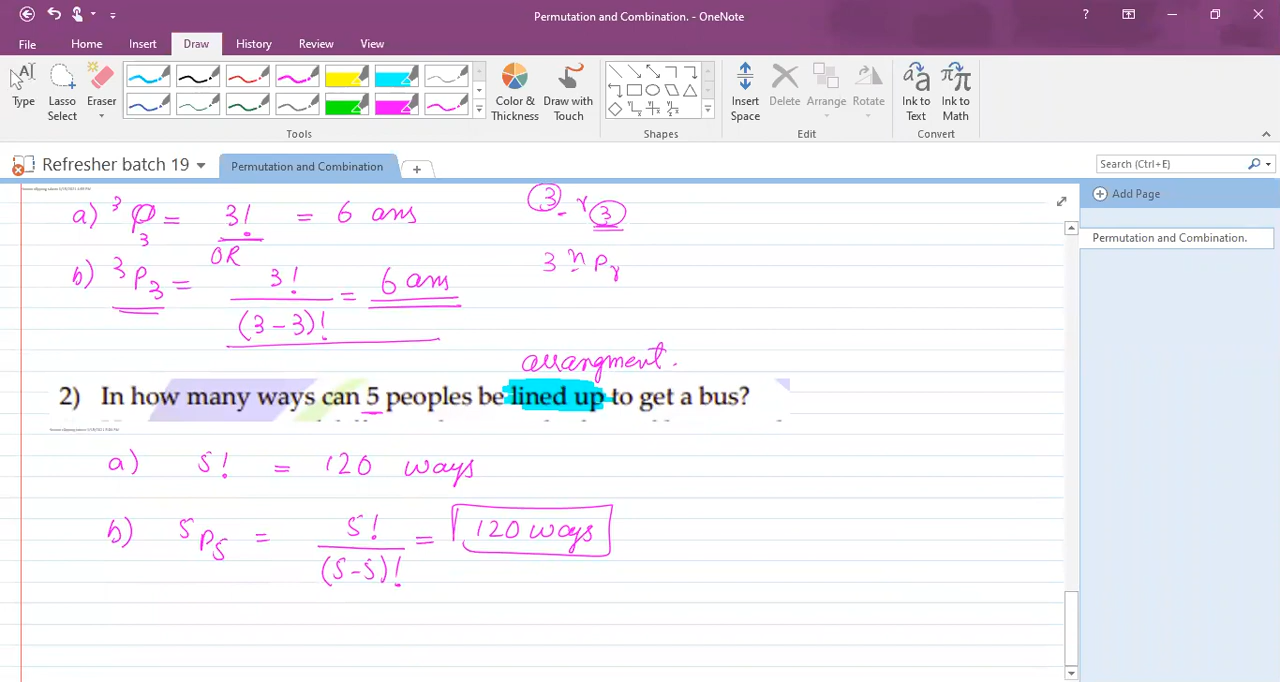 Permutation and Combination. - OneNote
File Home Insert Draw History Review View
Type Lasso Select Eraser Color & Thickness Draw with Touch Insert Space Delete Arrange Rotate Ink to Text Ink to Math
Tools Shapes Edit Convert
Refresher batch 19 Permutation and Combination + Search (Ctrl+E)
Add Page
Permutation and Combination.
a) ³P₃ = 3! = 6 ans 3 r 3
OR
3 nPr
b) ³P₃ = 3! / (3-3)! = 6 ans
arrangment.
2) In how many ways can 5 peoples be lined up to get a bus?
a) 5! = 120 ways
b) 5P5 = 5! / (5-5)! = 120 ways